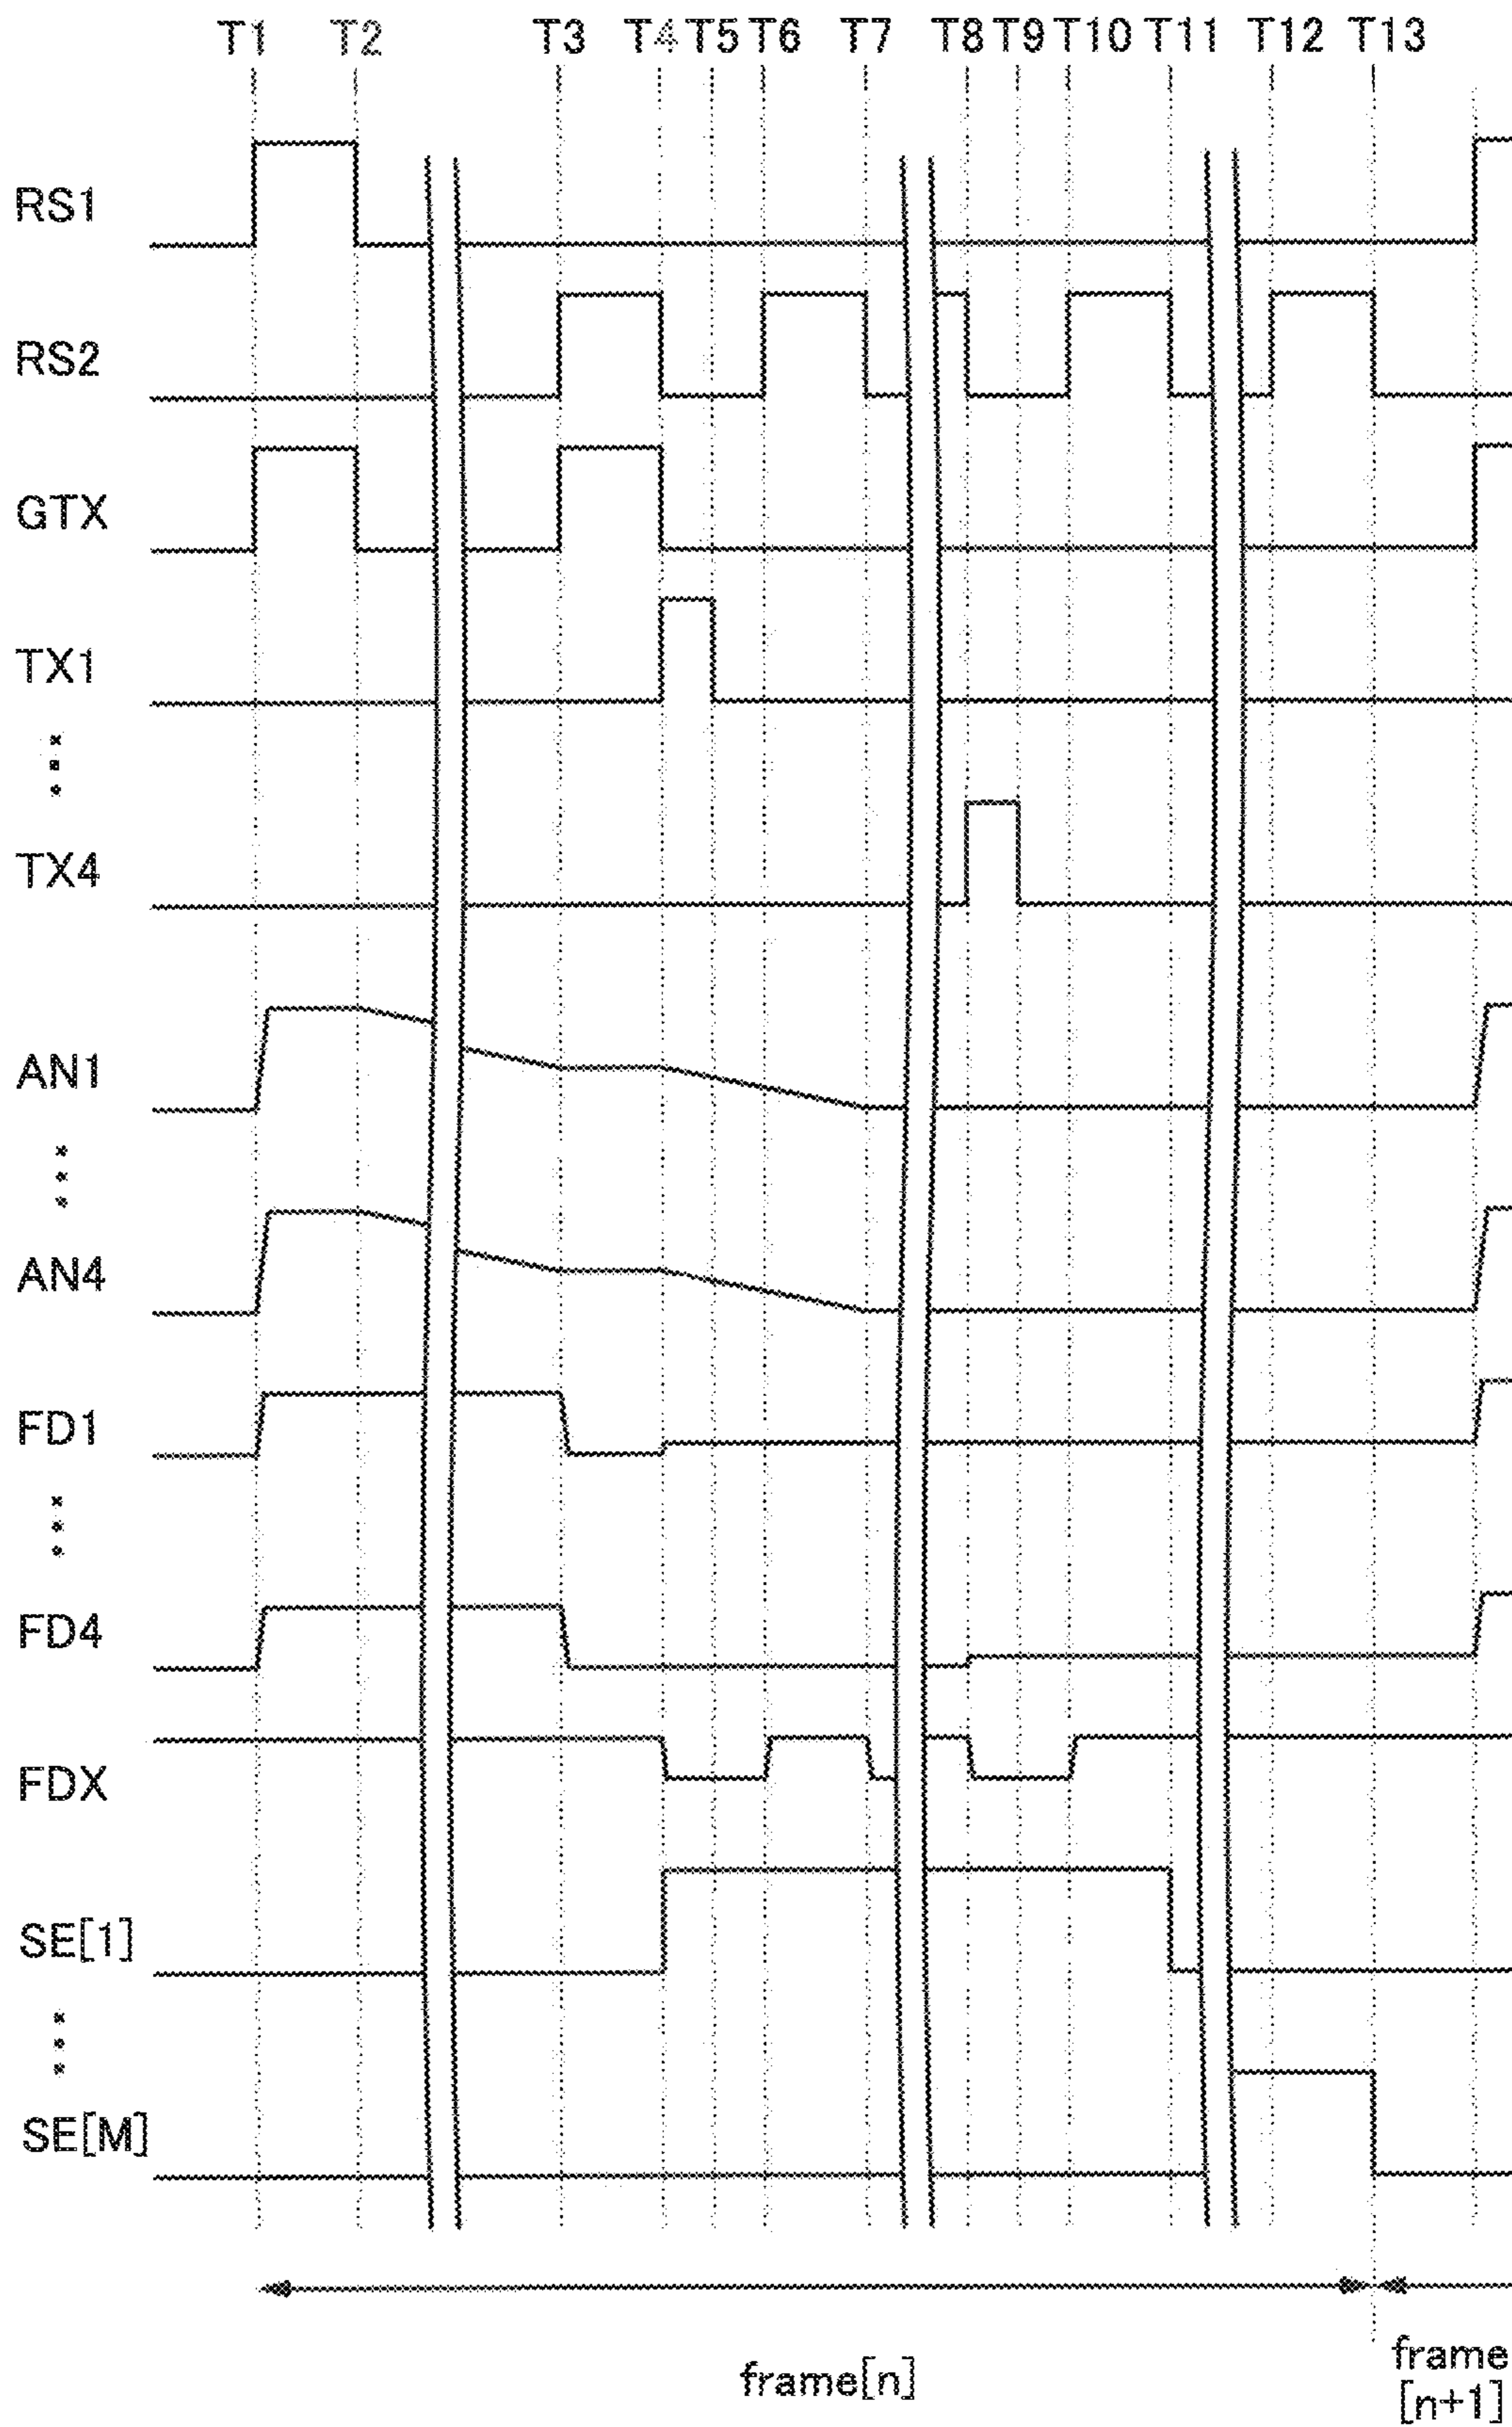 T1 T2 T3 T4 T5 T6 T7 T8 T9 T10 T11 T12 T13
RS1
RS2
GTX
TX1
TX4
AN1
AN4
FD1
FD4
FDX
SE[1]
SE[M]
frame[n]
frame
[n+1]